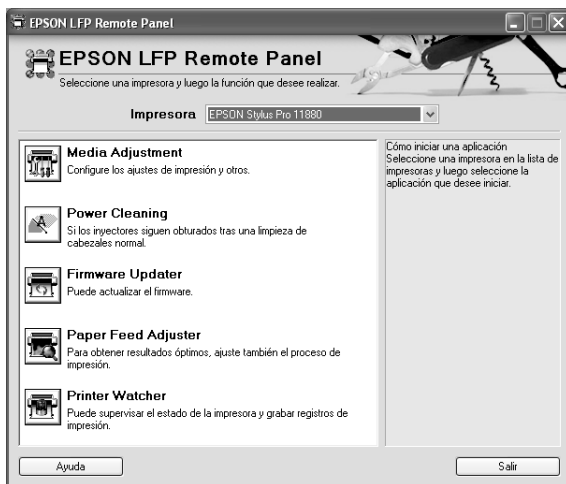 EPSON LFP Remote Panel
EPSON LFP Remote Panel
Seleccione una impresora y luego la función que desee realizar.
Impresora EPSON Stylus Pro 11880
Media Adjustment
Configure los ajustes de impresión y otros.
Power Cleaning
Si los inyectores siguen obturados tras una limpieza de
cabezales normal.
Firmware Updater
Puede actualizar el firmware.
Paper Feed Adjuster
Para obtener resultados óptimos, ajuste también el proceso de
impresión.
Printer Watcher
Puede supervisar el estado de la impresora y grabar registros de
impresión.
Cómo iniciar una aplicación
Seleccione una impresora en la lista de
impresoras y luego seleccione la
aplicación que desee iniciar.
Ayuda
Salir